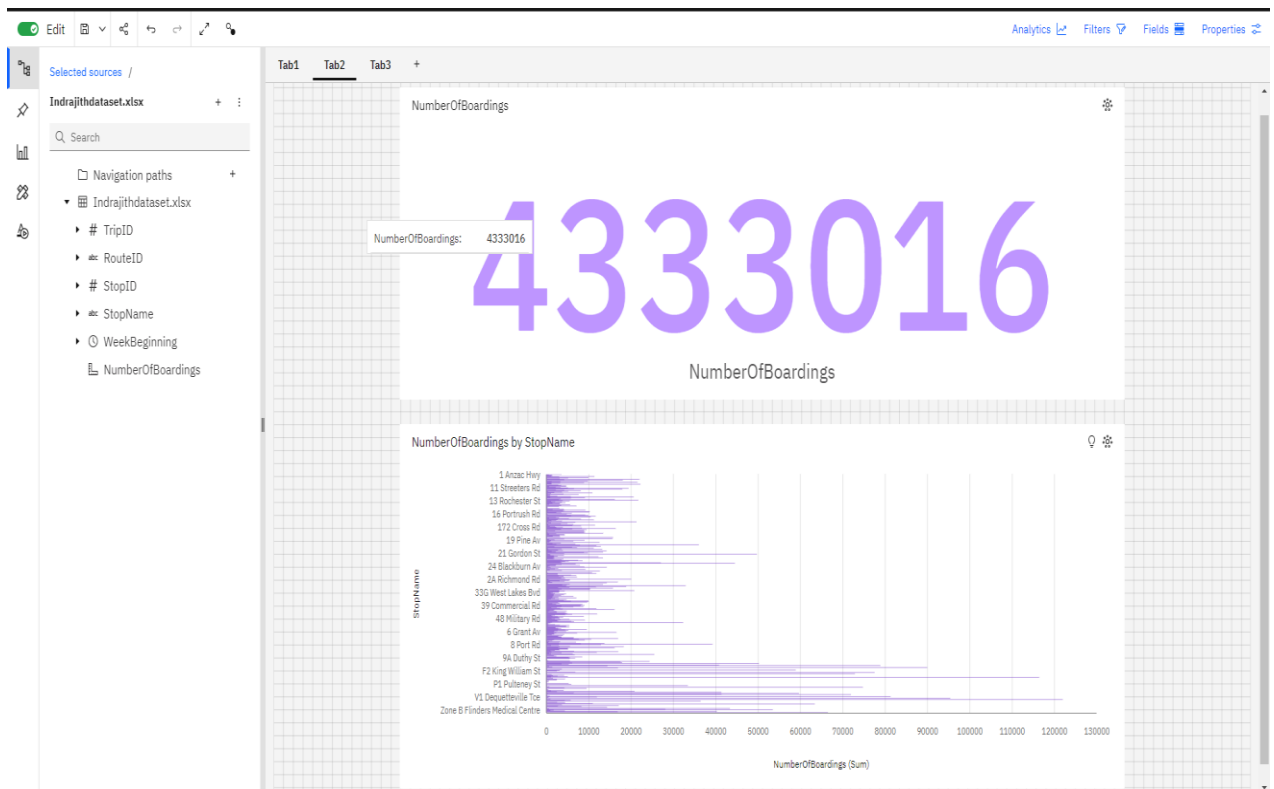 Edit
Analytics Filters Fields Properties
Selected sources /
Tab1 Tab2 Tab3 +
Indrajithdataset.xlsx + ⋮
Search
Navigation paths +
Indrajithdataset.xlsx
# TripID
abc RouteID
# StopID
abc StopName
WeekBeginning
NumberOfBoardings
NumberOfBoardings
NumberOfBoardings: 4333016
4333016
NumberOfBoardings
NumberOfBoardings by StopName
StopName
1 Anzac Hwy
11 Streeters Rd
13 Rochester St
16 Portrush Rd
172 Cross Rd
19 Pine Av
21 Gordon St
24 Blackburn Av
2A Richmond Rd
33G West Lakes Bvd
39 Commercial Rd
48 Military Rd
6 Grant Av
8 Port Rd
9A Duthy St
F2 King William St
P1 Pulteney St
V1 Dequetteville Tce
Zone B Flinders Medical Centre
0 10000 20000 30000 40000 50000 60000 70000 80000 90000 100000 110000 120000 130000
NumberOfBoardings (Sum)